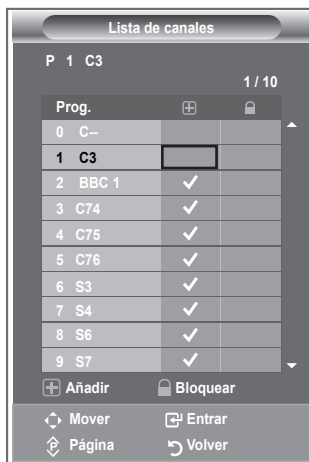 Lista de canales
P 1 C3
1 / 10
Prog.
0 C--
1 C3
2 BBC 1
3 C74
4 C75
5 C76
6 S3
7 S4
8 S6
9 S7
Añadir Bloquear
Mover Entrar
Página Volver